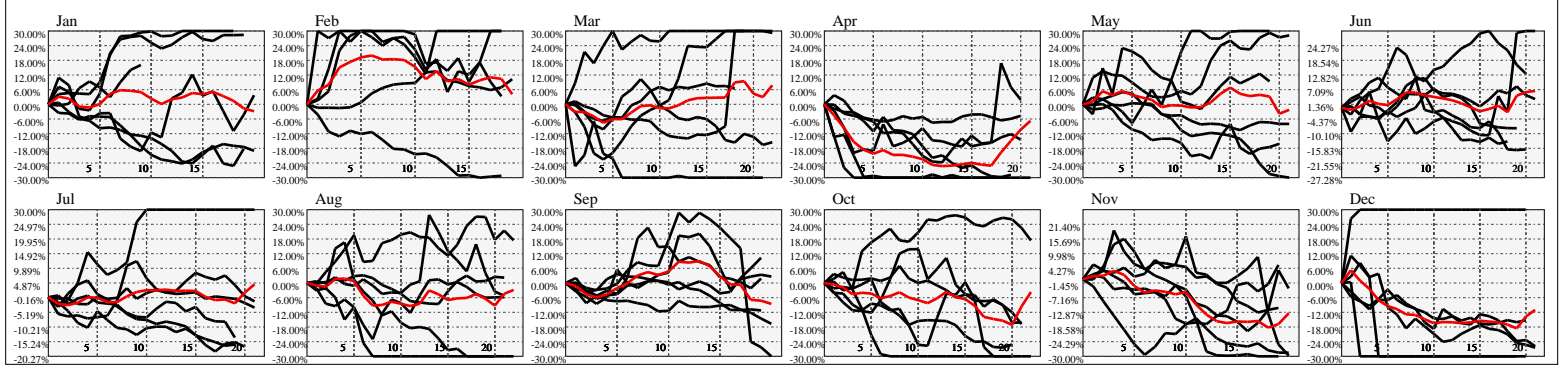 Jan Feb Mar Apr May Jun
30.00% 30.00% 30.00% 30.00% 30.00%
24.00% 24.00% 24.00% 24.00% 24.00% 24.27%
18.00% 18.00% 18.00% 18.00% 18.00% 18.54%
12.00% 12.00% 12.00% 12.00% 12.00% 12.82%
6.00% 6.00% 6.00% 6.00% 6.00% 7.09%
0.00% 0.00% 0.00% 0.00% 0.00% 1.36%
-6.00% -6.00% -6.00% -6.00% -6.00% -4.37%
-12.00% -12.00% -12.00% -12.00% -12.00% -10.10%
-18.00% -18.00% -18.00% -18.00% -18.00% -15.83%
-24.00% -24.00% -24.00% -24.00% -24.00% -21.55%
-30.00% -30.00% -30.00% -30.00% -30.00% -27.28%
5 10 15 5 10 15 5 10 15 20 5 10 15 20 5 10 15 20 5 10 15 20
Jul Aug Sep Oct Nov Dec
30.00% 30.00% 30.00% 30.00% 30.00%
24.97% 24.00% 24.00% 24.00% 21.40% 24.00%
19.95% 18.00% 18.00% 18.00% 15.69% 18.00%
14.92% 12.00% 12.00% 12.00% 9.98% 12.00%
9.89% 6.00% 6.00% 6.00% 4.27% 6.00%
4.87% 0.00% 0.00% 0.00% -1.45% 0.00%
-0.16% -6.00% -6.00% -6.00% -7.16% -6.00%
-5.19% -12.00% -12.00% -12.00% -12.87% -12.00%
-10.21% -18.00% -18.00% -18.00% -18.58% -18.00%
-15.24% -24.00% -24.00% -24.00% -24.29% -24.00%
-20.27% -30.00% -30.00% -30.00% -30.00% -30.00%
5 10 15 20 5 10 15 20 5 10 15 5 10 15 20 5 10 15 5 10 15 20